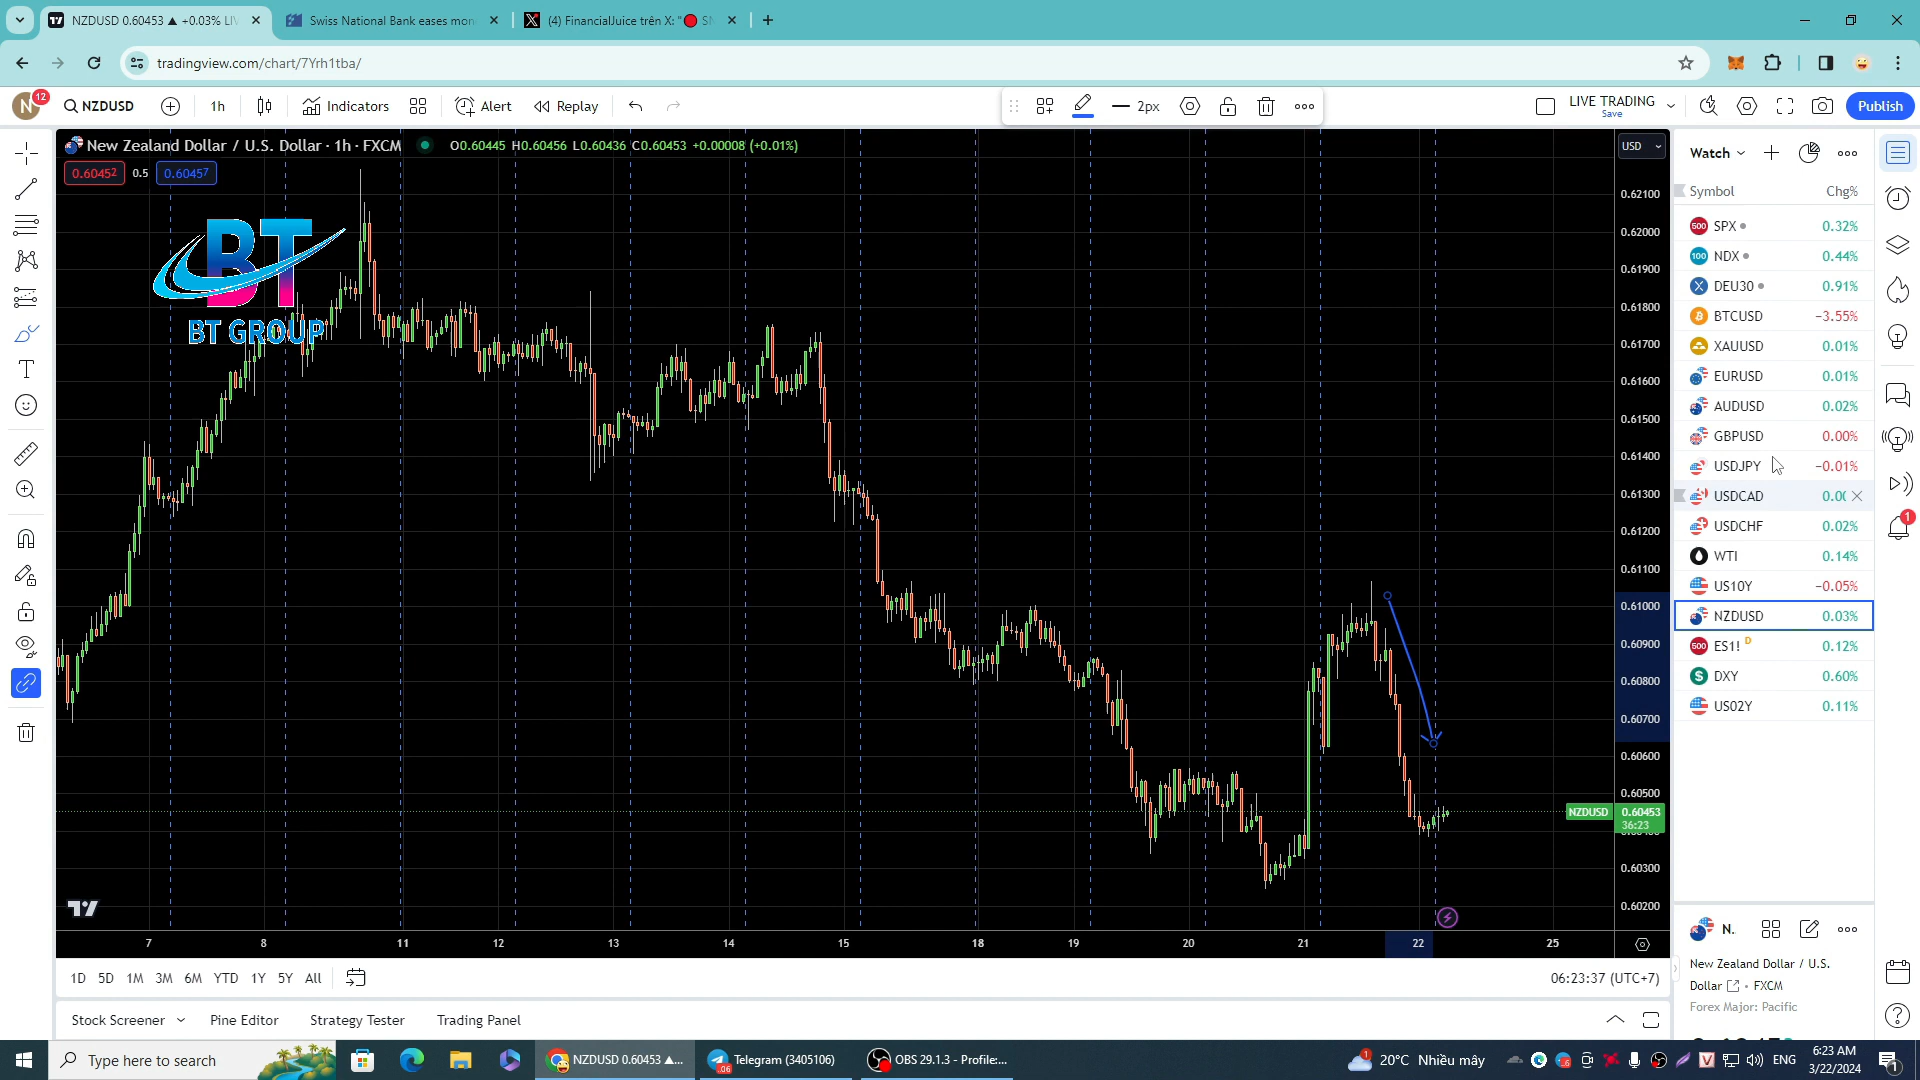 NZDUSD 0.60453 ▲ +0.03% LIV
Swiss National Bank eases mon
(4) FinancialJuice trên X: "🔴 SN
tradingview.com/chart/7Yrh1tba/
N
12
NZDUSD
1h
Indicators
Alert
Replay
2px
LIVE TRADING
Save
Publish
New Zealand Dollar / U.S. Dollar · 1h · FXCM
O0.60445 H0.60456 L0.60436 C0.60453 +0.00008 (+0.01%)
0.60452
0.5
0.60457
BT
BT GROUP
USD
0.62100
0.62000
0.61900
0.61800
0.61700
0.61600
0.61500
0.61400
0.61300
0.61200
0.61100
0.61000
0.60900
0.60800
0.60700
0.60600
0.60500
NZDUSD
0.60453
36:23
0.60300
0.60200
7
8
11
12
13
14
15
18
19
20
21
22
25
1D 5D 1M 3M 6M YTD 1Y 5Y All
06:23:37 (UTC+7)
Stock Screener
Pine Editor
Strategy Tester
Trading Panel
Watch
Symbol Chg%
SPX 0.32%
NDX 0.44%
DEU30 0.91%
BTCUSD −3.55%
XAUUSD 0.01%
EURUSD 0.01%
AUDUSD 0.02%
GBPUSD 0.00%
USDJPY −0.01%
USDCAD 0.00
USDCHF 0.02%
WTI 0.14%
US10Y −0.05%
NZDUSD 0.03%
ES1! D 0.12%
DXY 0.60%
US02Y 0.11%
N.
New Zealand Dollar / U.S.
Dollar • FXCM
Forex Major: Pacific
1
Type here to search
NZDUSD 0.60453 ▲...
Telegram (3405106)
OBS 29.1.3 - Profile:...
20°C Nhiều mây
ENG
6:23 AM
3/22/2024